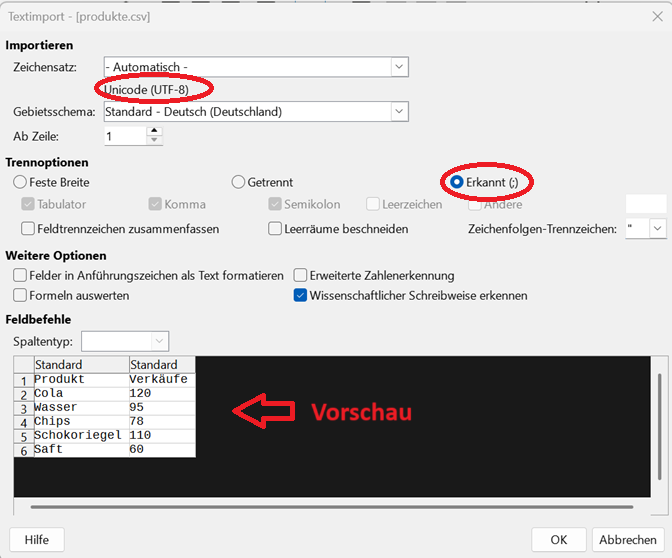 Textimport - [produkte.csv]
Importieren
Zeichensatz: - Automatisch -
Unicode (UTF-8)
Gebietsschema: Standard - Deutsch (Deutschland)
Ab Zeile: 1
Trennoptionen
Feste Breite Getrennt Erkannt (;)
Tabulator Komma Semikolon Leerzeichen Andere
Feldtrennzeichen zusammenfassen Leerräume beschneiden Zeichenfolgen-Trennzeichen: "
Weitere Optionen
Felder in Anführungszeichen als Text formatieren Erweiterte Zahlenerkennung
Formeln auswerten Wissenschaftlicher Schreibweise erkennen
Feldbefehle
Spaltentyp:
Standard Standard
1 Produkt Verkäufe
2 Cola 120
3 Wasser 95
4 Chips 78
5 Schokoriegel 110
6 Saft 60
Vorschau
Hilfe OK Abbrechen